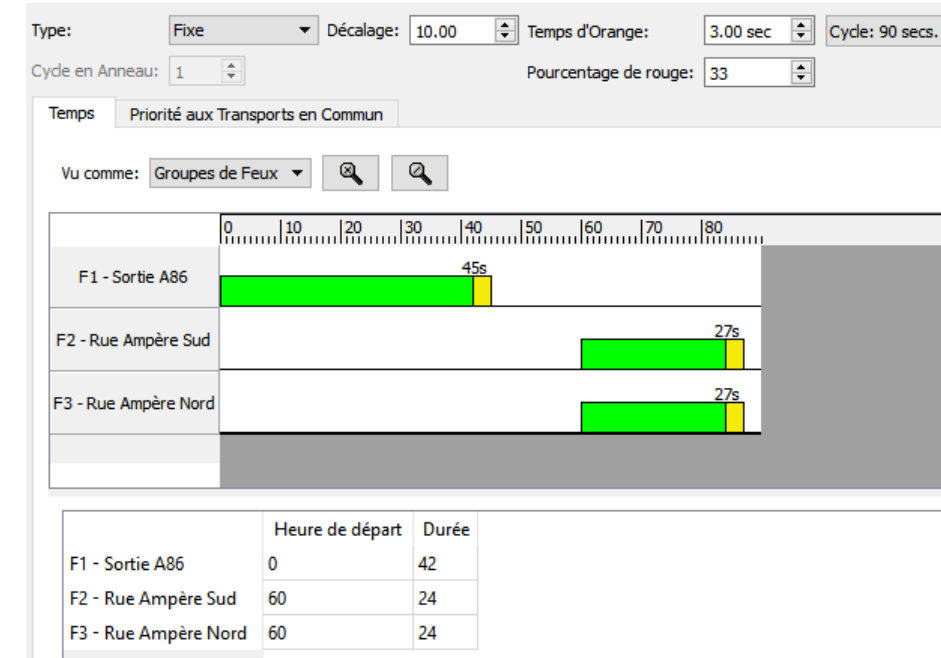 Type: Fixe Décalage: 10.00 Temps d'Orange: 3.00 sec Cycle: 90 secs.
Cycle en Anneau: 1 Pourcentage de rouge: 33
Temps Priorité aux Transports en Commun
Vu comme: Groupes de Feux
0 10 20 30 40 50 60 70 80
F1 - Sortie A86 45s
F2 - Rue Ampère Sud 27s
F3 - Rue Ampère Nord 27s
Heure de départ Durée
F1 - Sortie A86 0 42
F2 - Rue Ampère Sud 60 24
F3 - Rue Ampère Nord 60 24